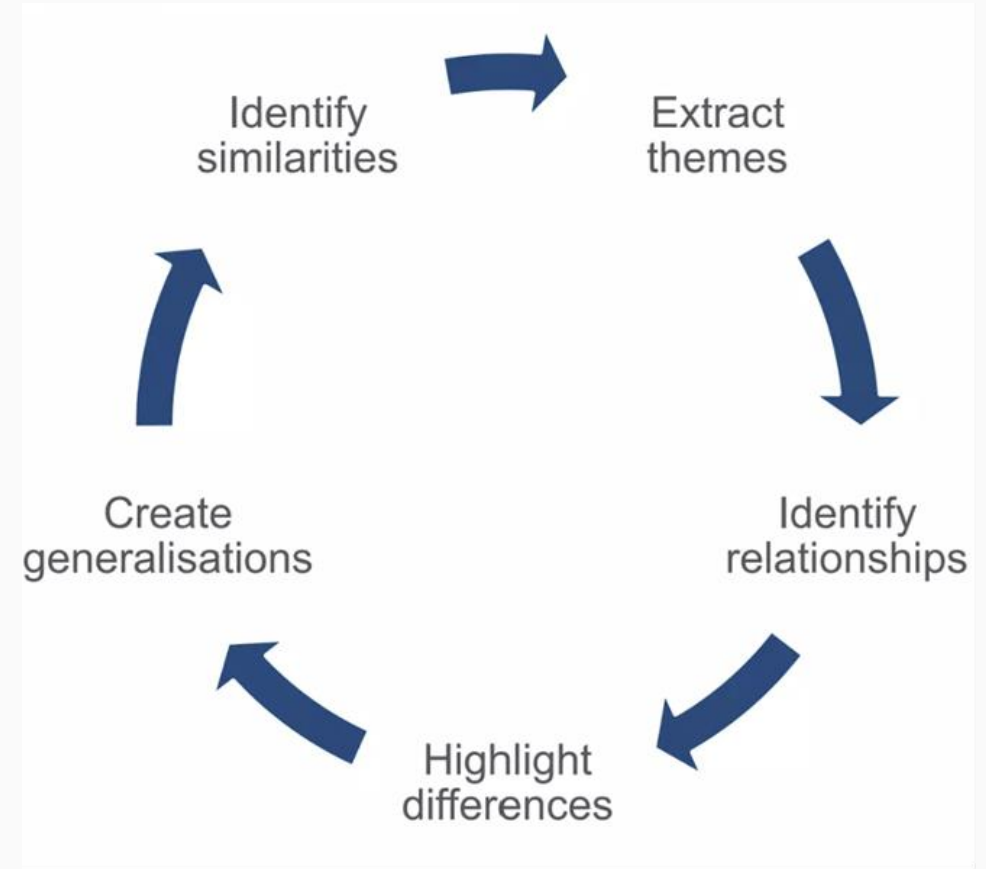 Identify
similarities
Extract
themes
Identify
relationships
Highlight
differences
Create
generalisations